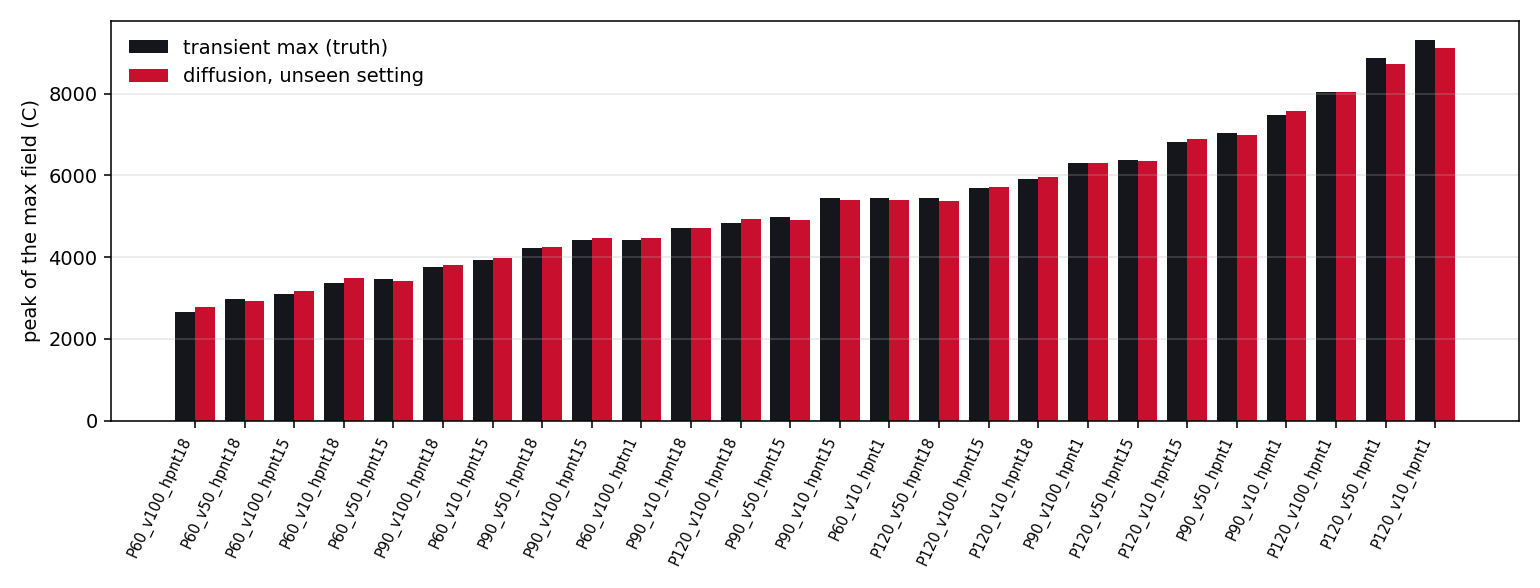 transient max (truth)
diffusion, unseen setting
peak of the max field (C)
8000
6000
4000
2000
0
P60_v100_hpnt18
P60_v50_hpnt18
P60_v100_hpnt15
P60_v10_hpnt18
P60_v50_hpnt15
P90_v100_hpnt18
P60_v10_hpnt15
P90_v50_hpnt18
P90_v100_hpnt15
P60_v100_hptn1
P90_v10_hpnt18
P120_v100_hpnt18
P90_v50_hpnt15
P90_v10_hpnt15
P60_v10_hpnt1
P120_v50_hpnt18
P120_v100_hpnt15
P120_v10_hpnt18
P90_v100_hpnt1
P120_v50_hpnt15
P120_v10_hpnt15
P90_v50_hpnt1
P90_v10_hpnt1
P120_v100_hpnt1
P120_v50_hpnt1
P120_v10_hpnt1